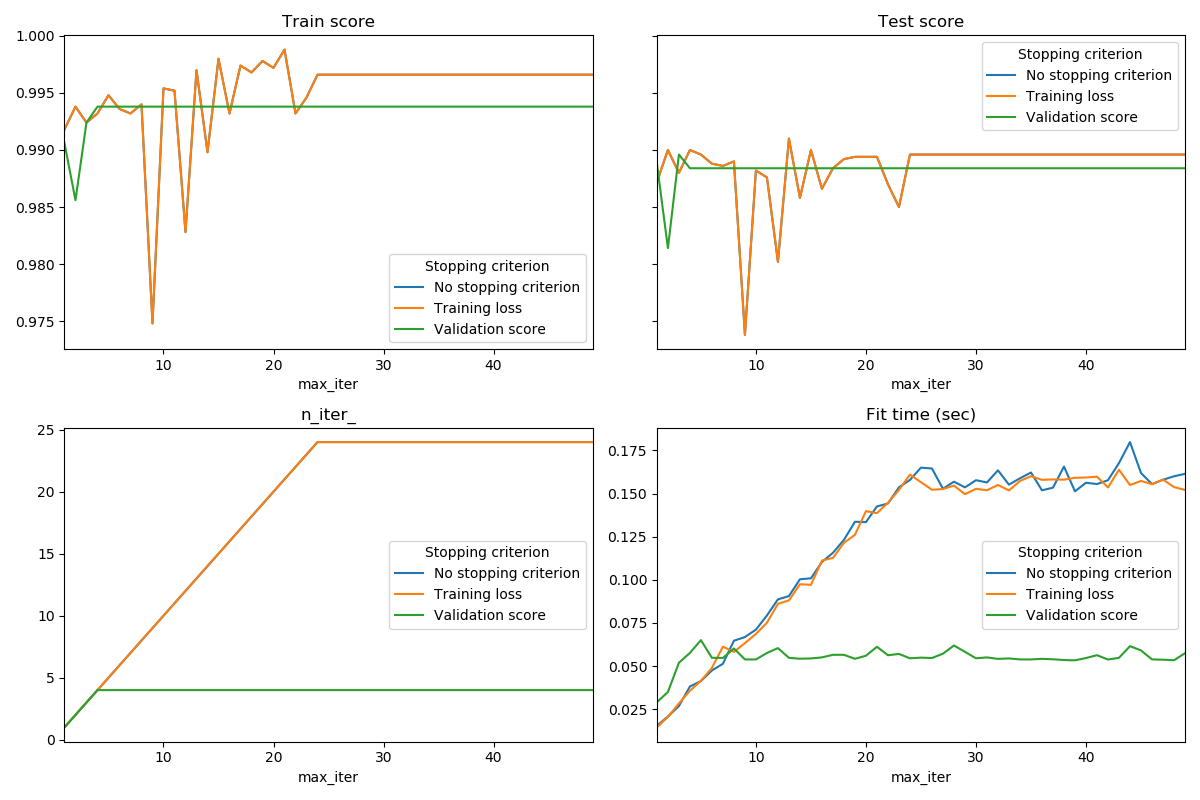 Train score
1.000
0.995
0.990
0.985
0.980
0.975
Stopping criterion
No stopping criterion
Training loss
Validation score
10 20 30 40
max_iter
Test score
Stopping criterion
No stopping criterion
Training loss
Validation score
10 20 30 40
max_iter
n_iter_
25
20
15
10
5
0
Stopping criterion
No stopping criterion
Training loss
Validation score
10 20 30 40
max_iter
Fit time (sec)
0.175
0.150
0.125
0.100
0.075
0.050
0.025
Stopping criterion
No stopping criterion
Training loss
Validation score
10 20 30 40
max_iter